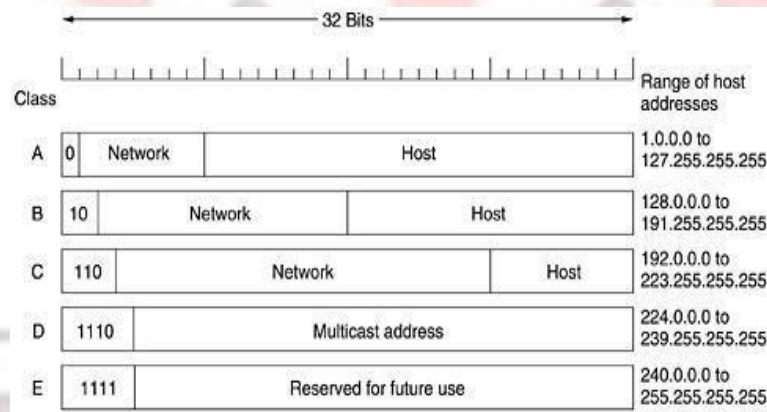 32 Bits
Range of host
addresses
Class
A 0 Network Host 1.0.0.0 to
127.255.255.255
B 10 Network Host 128.0.0.0 to
191.255.255.255
C 110 Network Host 192.0.0.0 to
223.255.255.255
D 1110 Multicast address 224.0.0.0 to
239.255.255.255
E 1111 Reserved for future use 240.0.0.0 to
255.255.255.255